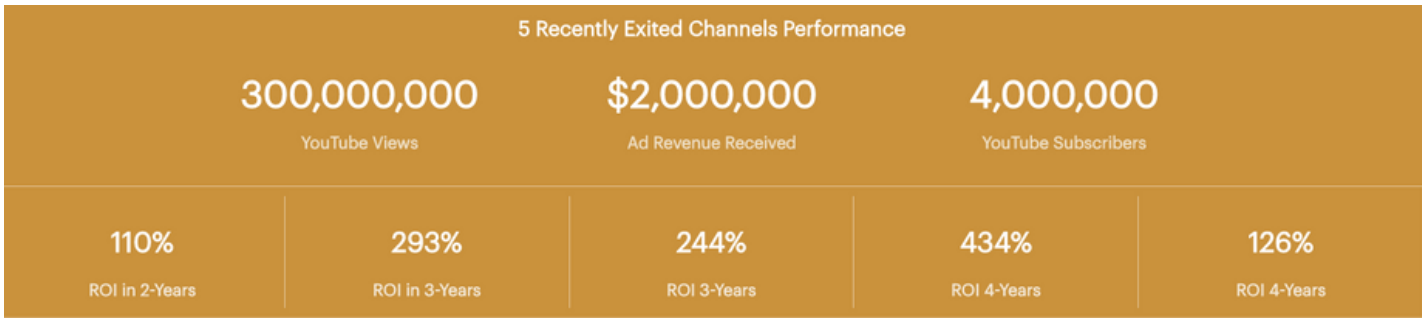 5 Recently Exited Channels Performance
300,000,000 $2,000,000 4,000,000
YouTube Views Ad Revenue Received YouTube Subscribers
110% 293% 244% 434% 126%
ROI in 2-Years ROI in 3-Years ROI 3-Years ROI 4-Years ROI 4-Years